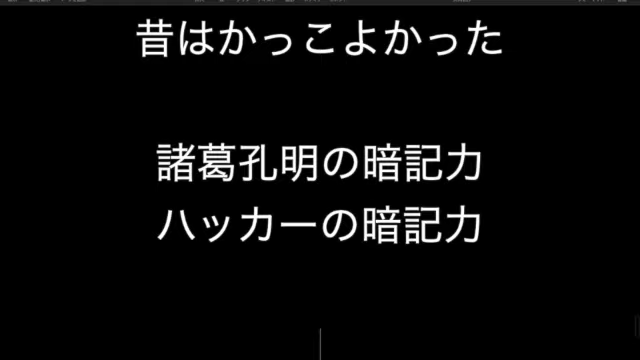 昔はかっこよかった
諸葛孔明の暗記力
ハッカーの暗記力